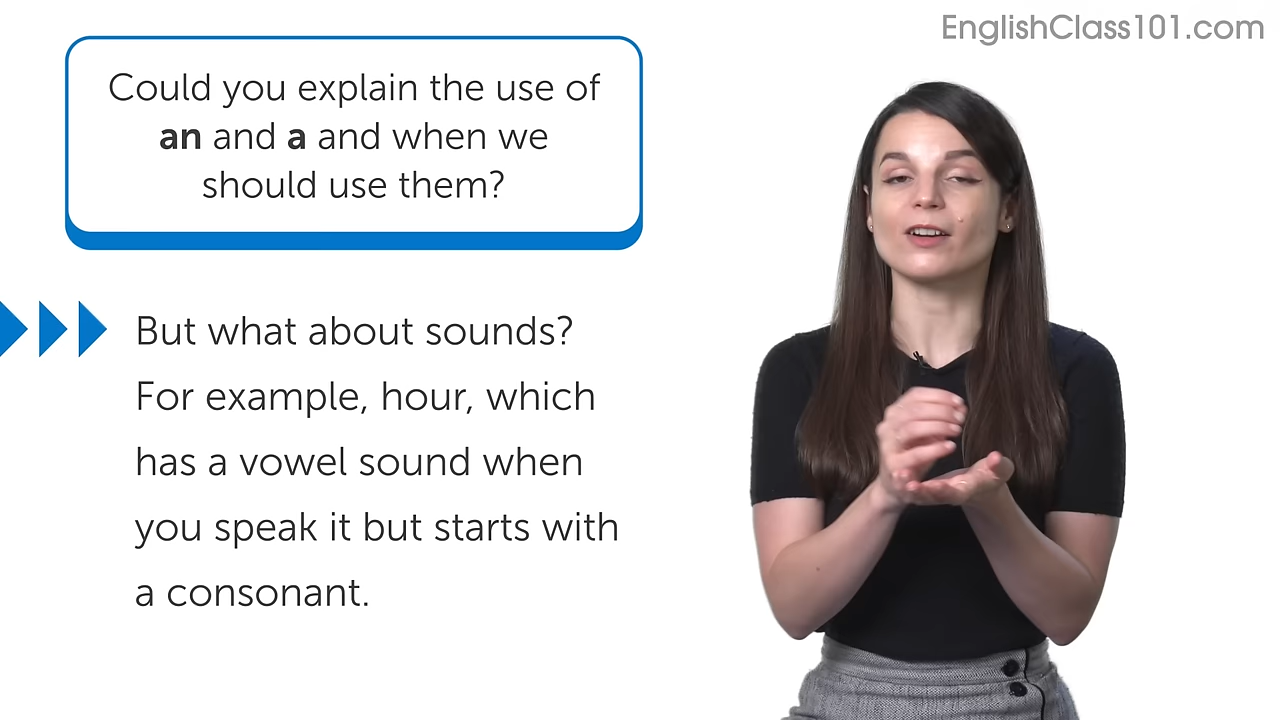 EnglishClass101.com
Could you explain the use of
an and a and when we
should use them?
But what about sounds?
For example, hour, which
has a vowel sound when
you speak it but starts with
a consonant.